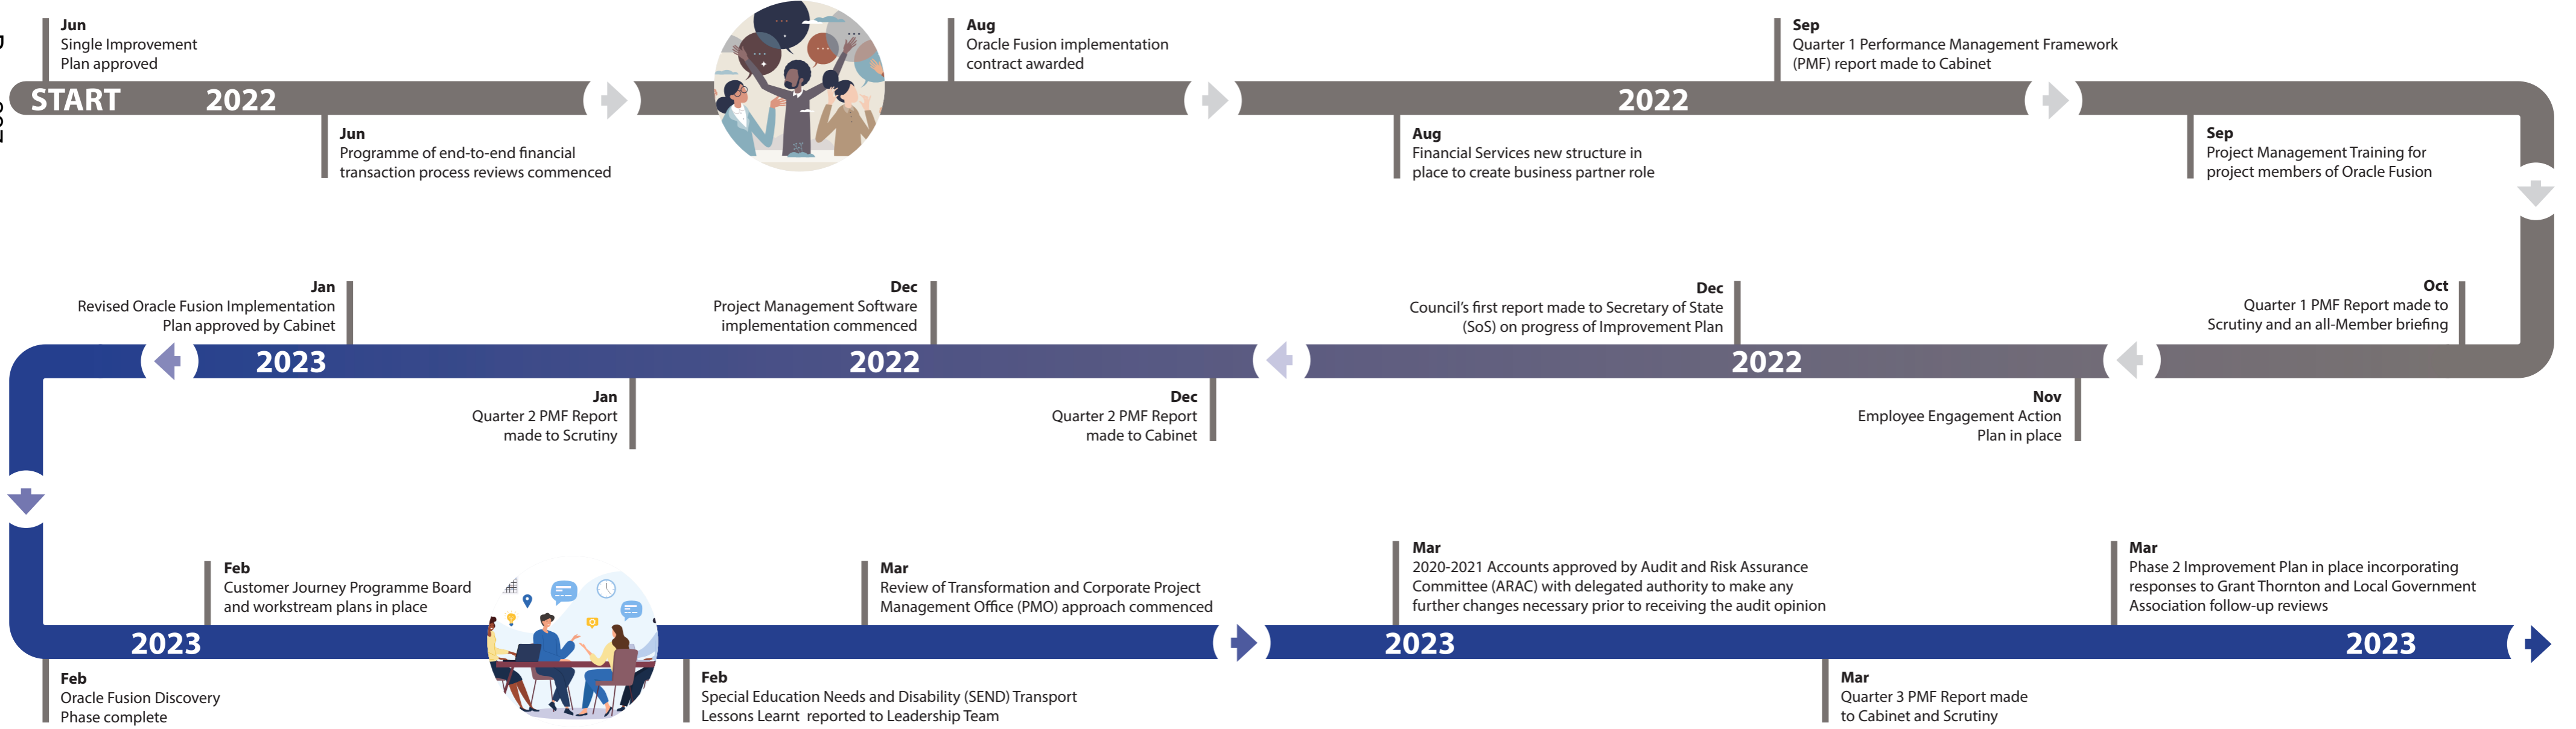 Jun
Single Improvement
Plan approved
START
2022
Jun
Programme of end-to-end financial
transaction process reviews commenced
Aug
Oracle Fusion implementation
contract awarded
Aug
Financial Services new structure in
place to create business partner role
2022
Sep
Quarter 1 Performance Management Framework
(PMF) report made to Cabinet
Sep
Project Management Training for
project members of Oracle Fusion
Oct
Quarter 1 PMF Report made to
Scrutiny and an all-Member briefing
Nov
Employee Engagement Action
Plan in place
2022
Dec
Council’s first report made to Secretary of State
(SoS) on progress of Improvement Plan
Dec
Quarter 2 PMF Report
made to Cabinet
Dec
Project Management Software
implementation commenced
2022
Jan
Quarter 2 PMF Report
made to Scrutiny
Jan
Revised Oracle Fusion Implementation
Plan approved by Cabinet
2023
Feb
Oracle Fusion Discovery
Phase complete
2023
Feb
Customer Journey Programme Board
and workstream plans in place
Feb
Special Education Needs and Disability (SEND) Transport
Lessons Learnt reported to Leadership Team
Mar
Review of Transformation and Corporate Project
Management Office (PMO) approach commenced
Mar
2020-2021 Accounts approved by Audit and Risk Assurance
Committee (ARAC) with delegated authority to make any
further changes necessary prior to receiving the audit opinion
2023
Mar
Quarter 3 PMF Report made
to Cabinet and Scrutiny
Mar
Phase 2 Improvement Plan in place incorporating
responses to Grant Thornton and Local Government
Association follow-up reviews
2023